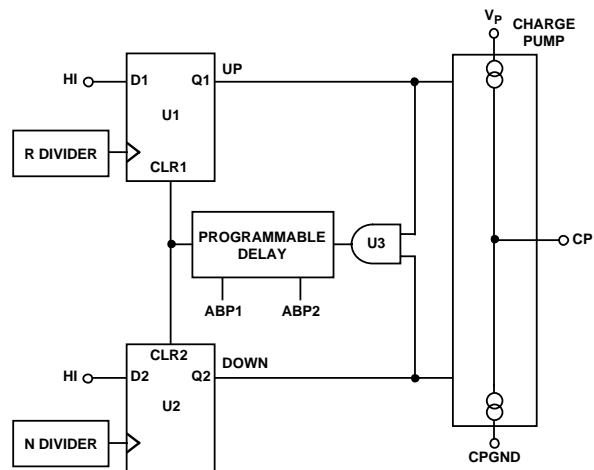 VP
CHARGE
PUMP
HI
D1
Q1
UP
U1
R DIVIDER
CLR1
PROGRAMMABLE
DELAY
U3
CP
ABP1
ABP2
CLR2
DOWN
HI
D2
Q2
U2
N DIVIDER
CPGND